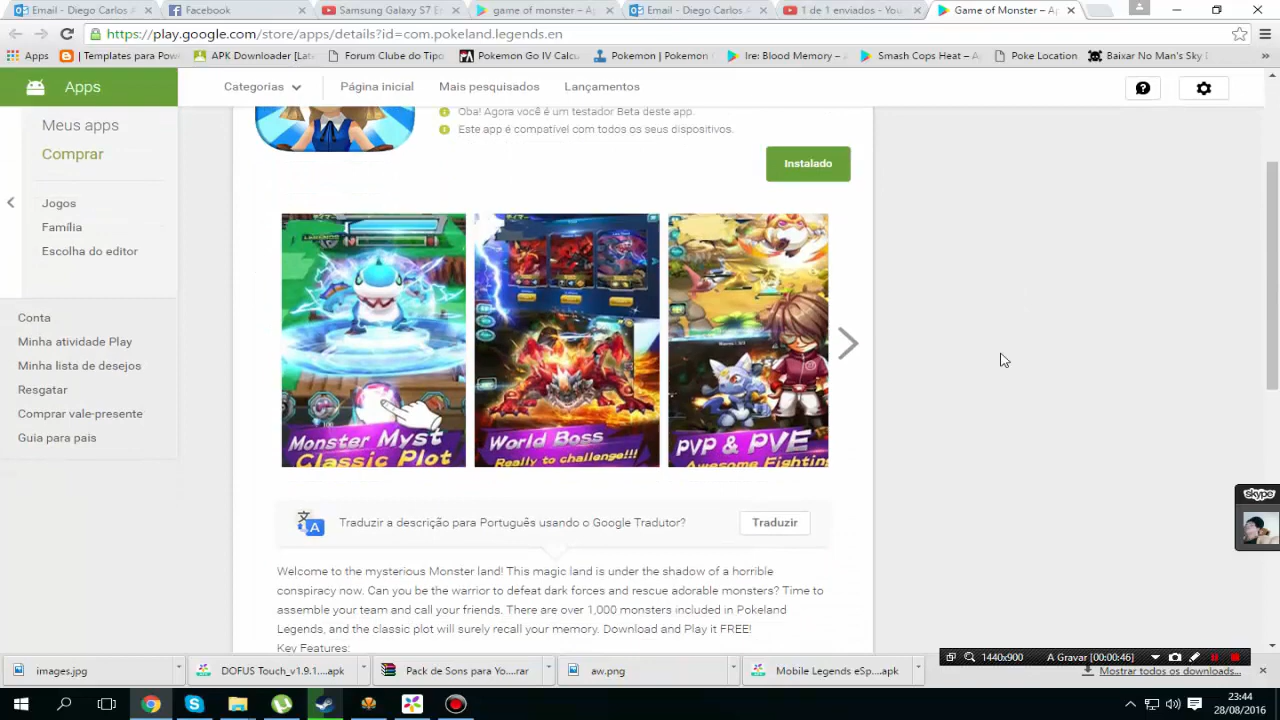 Email - Diego Carlos A
Facebook
Samsung Galaxy S7 E
game of monster – Ap
Email - Diego Carlos A
1 de 1 enviados - You
Game of Monster – Ap
https://play.google.com/store/apps/details?id=com.pokeland.legends.en
Apps
| Templates para Pow
APK Downloader [Lat
Forum Clube do Tipo
Pokemon Go IV Calcu
Pokemon | Pokemon
Ire: Blood Memory – A
Smash Cops Heat – Ap
Poke Location
Baixar No Man's Sky
»
Apps
Categorias
Página inicial
Mais pesquisados
Lançamentos
Meus apps
Comprar
Jogos
Família
Escolha do editor
Conta
Minha atividade Play
Minha lista de desejos
Resgatar
Comprar vale-presente
Guia para pais
Oba! Agora você é um testador Beta deste app.
Este app é compatível com todos os seus dispositivos.
Instalado
Monster Myst
Classic Plot
World Boss
Really to challenge!!!
PVP & PVE
Awesome Fightin
Traduzir a descrição para Português usando o Google Tradutor?
Traduzir
Welcome to the mysterious Monster land! This magic land is under the shadow of a horrible
conspiracy now. Can you be the warrior to defeat dark forces and rescue adorable monsters? Time to
assemble your team and call your friends. There are over 1,000 monsters included in Pokeland
Legends, and the classic plot will surely recall your memory. Download and Play it FREE!
Key Features:
skype
1440x900
A Gravar [00:00:46]
images.jpg
DOFUS Touch_v1.9.1....apk
Pack de Sons para Yo....rar
aw.png
Mobile Legends eSp....apk
Mostrar todos os downloads...
23:44
28/08/2016